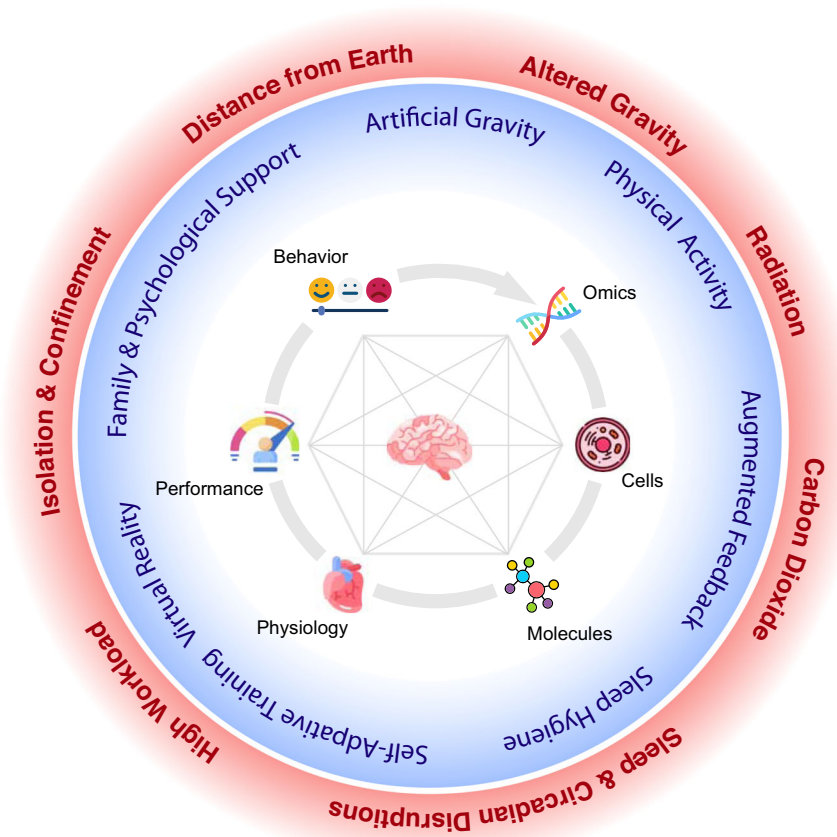 Distance from Earth
Altered Gravity
Radiation
Carbon Dioxide
Sleep & Circadian Disruptions
High Workload
Isolation & Confinement
Artificial Gravity
Physical Activity
Augmented Feedback
Sleep Hygiene
Self-Adpative Training
Virtual Reality
Family & Psychological Support
Behavior
Omics
Cells
Molecules
Physiology
Performance